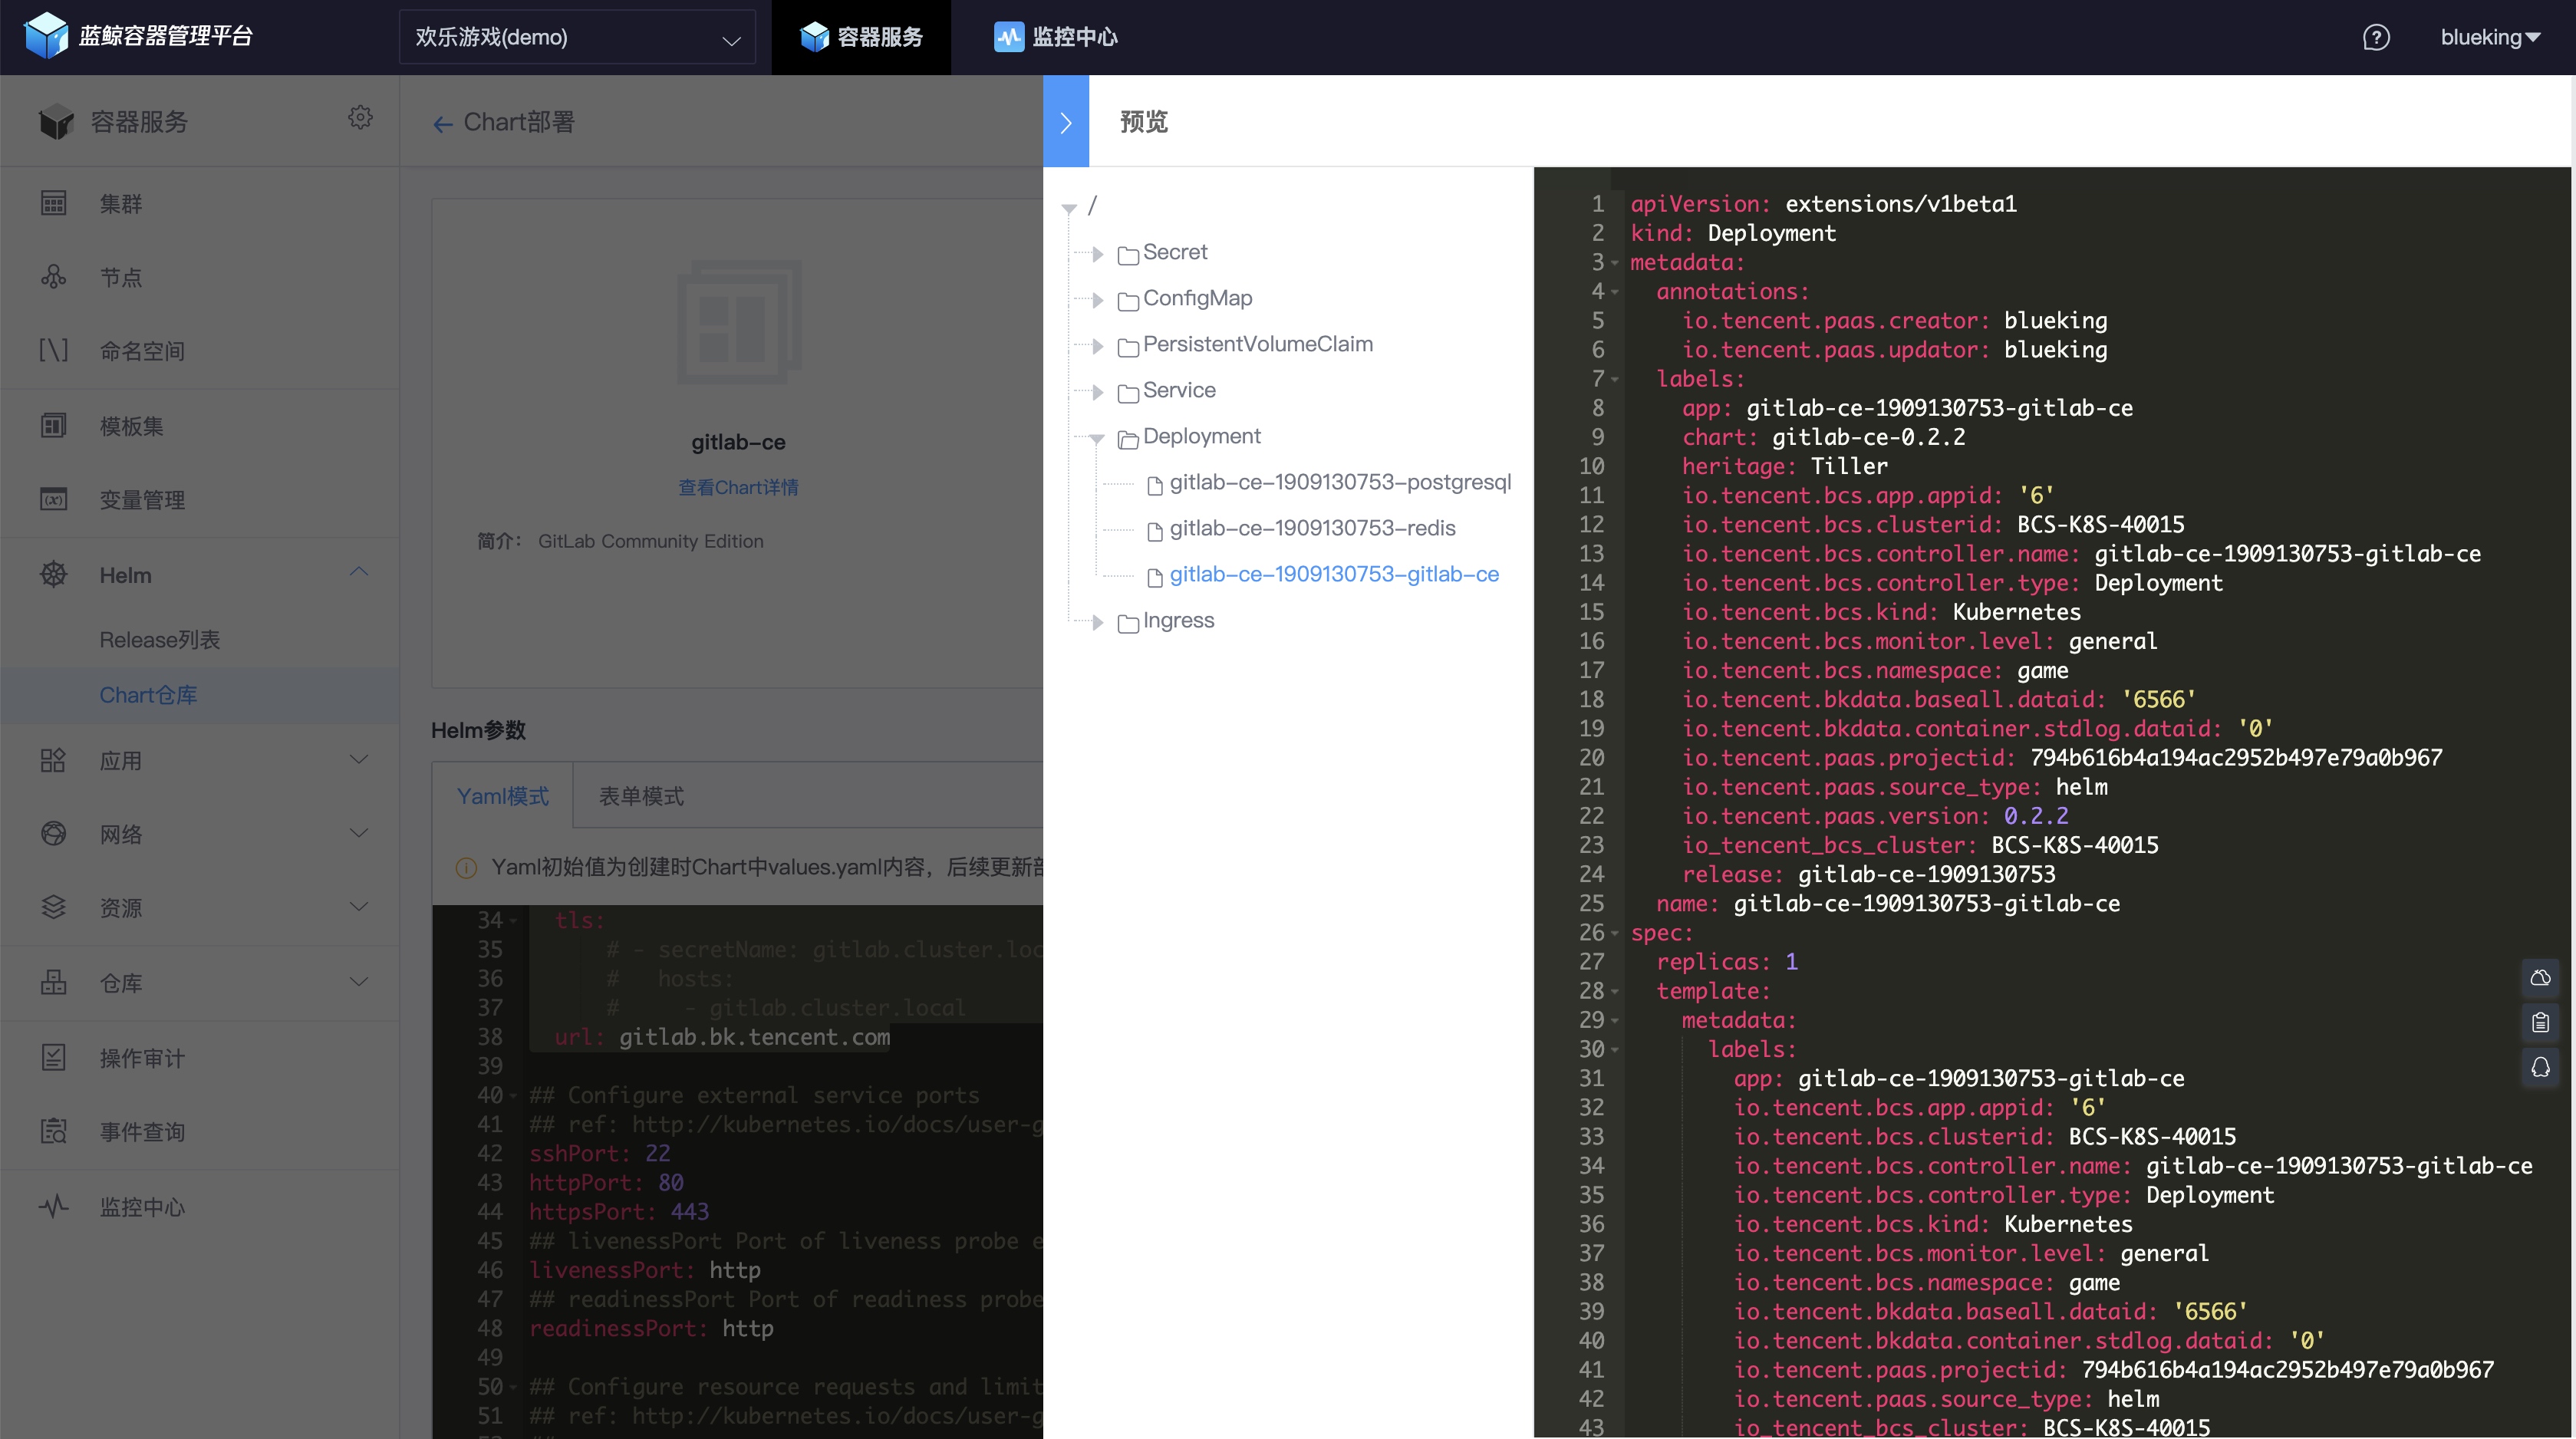 蓝鲸容器管理平台
欢乐游戏(demo)
容器服务
监控中心
blueking
容器服务
集群
节点
命名空间
模板集
变量管理
Helm
Release列表
Chart仓库
应用
网络
资源
仓库
操作审计
事件查询
监控中心
Chart部署
gitlab-ce
查看Chart详情
简介： GitLab Community Edition
Helm参数
Yaml模式 表单模式
Yaml初始值为创建时Chart中values.yaml内容，后续更新部
34 tls:
35 # - secretName: gitlab.cluster.loc
36 # hosts:
37 # - gitlab.cluster.local
38 url: gitlab.bk.tencent.com
39
40 ## Configure external service ports
41 ## ref: http://kubernetes.io/docs/user-g
42 sshPort: 22
43 httpPort: 80
44 httpsPort: 443
45 ## livenessPort Port of liveness probe e
46 livenessPort: http
47 ## readinessPort Port of readiness probe
48 readinessPort: http
49
50 ## Configure resource requests and limit
51 ## ref: http://kubernetes.io/docs/user-g
预览
/
Secret
ConfigMap
PersistentVolumeClaim
Service
Deployment
gitlab-ce-1909130753-postgresql
gitlab-ce-1909130753-redis
gitlab-ce-1909130753-gitlab-ce
Ingress
1 apiVersion: extensions/v1beta1
2 kind: Deployment
3 metadata:
4 annotations:
5 io.tencent.paas.creator: blueking
6 io.tencent.paas.updator: blueking
7 labels:
8 app: gitlab-ce-1909130753-gitlab-ce
9 chart: gitlab-ce-0.2.2
10 heritage: Tiller
11 io.tencent.bcs.app.appid: '6'
12 io.tencent.bcs.clusterid: BCS-K8S-40015
13 io.tencent.bcs.controller.name: gitlab-ce-1909130753-gitlab-ce
14 io.tencent.bcs.controller.type: Deployment
15 io.tencent.bcs.kind: Kubernetes
16 io.tencent.bcs.monitor.level: general
17 io.tencent.bcs.namespace: game
18 io.tencent.bkdata.baseall.dataid: '6566'
19 io.tencent.bkdata.container.stdlog.dataid: '0'
20 io.tencent.paas.projectid: 794b616b4a194ac2952b497e79a0b967
21 io.tencent.paas.source_type: helm
22 io.tencent.paas.version: 0.2.2
23 io_tencent_bcs_cluster: BCS-K8S-40015
24 release: gitlab-ce-1909130753
25 name: gitlab-ce-1909130753-gitlab-ce
26 spec:
27 replicas: 1
28 template:
29 metadata:
30 labels:
31 app: gitlab-ce-1909130753-gitlab-ce
32 io.tencent.bcs.app.appid: '6'
33 io.tencent.bcs.clusterid: BCS-K8S-40015
34 io.tencent.bcs.controller.name: gitlab-ce-1909130753-gitlab-ce
35 io.tencent.bcs.controller.type: Deployment
36 io.tencent.bcs.kind: Kubernetes
37 io.tencent.bcs.monitor.level: general
38 io.tencent.bcs.namespace: game
39 io.tencent.bkdata.baseall.dataid: '6566'
40 io.tencent.bkdata.container.stdlog.dataid: '0'
41 io.tencent.paas.projectid: 794b616b4a194ac2952b497e79a0b967
42 io.tencent.paas.source_type: helm
43 io_tencent_bcs_cluster: BCS-K8S-40015